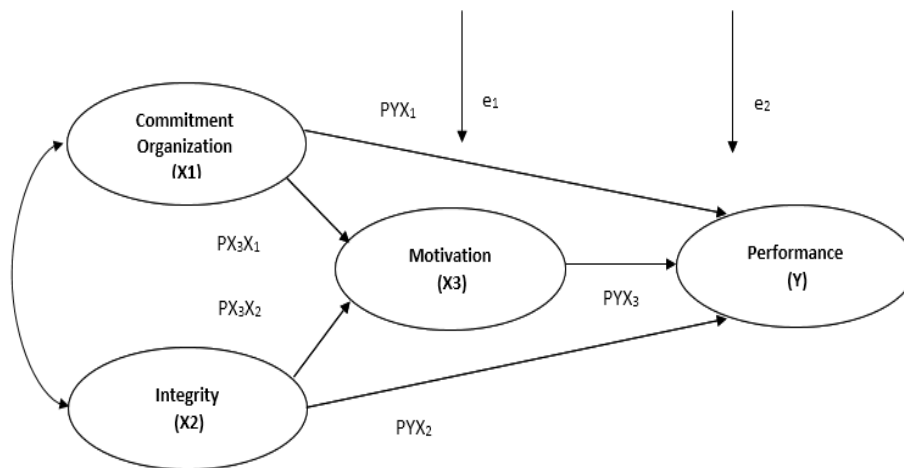 e₁
e₂
PYX₁
Commitment
Organization
(X1)
PX₃X₁
Motivation
(X3)
Performance
(Y)
PX₃X₂
PYX₃
Integrity
(X2)
PYX₂